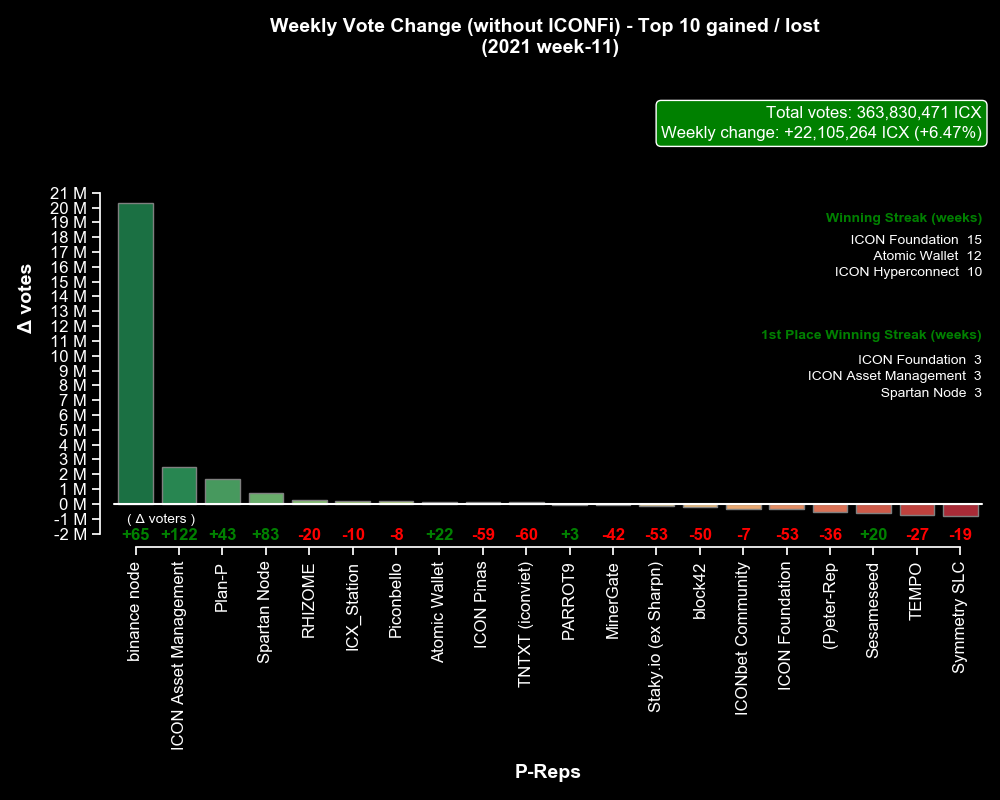 Weekly Vote Change (without ICONFi) - Top 10 gained / lost
(2021 week-11)
Total votes: 363,830,471 ICX
Weekly change: +22,105,264 ICX (+6.47%)
21 M
20 M
19 M
18 M
17 M
16 M
15 M
14 M
13 M
12 M
11 M
10 M
9 M
8 M
7 M
6 M
5 M
4 M
3 M
2 M
1 M
0 M
-1 M
-2 M
Δ votes
Winning Streak (weeks)
ICON Foundation 15
Atomic Wallet 12
ICON Hyperconnect 10
1st Place Winning Streak (weeks)
ICON Foundation 3
ICON Asset Management 3
Spartan Node 3
( Δ voters )
+65 +122 +43 +83 -20 -10 -8 +22 -59 -60 +3 -42 -53 -50 -7 -53 -36 +20 -27 -19
binance node
ICON Asset Management
Plan-P
Spartan Node
RHIZOME
ICX_Station
Piconbello
Atomic Wallet
ICON Pinas
TNTXT (iconviet)
PARROT9
MinerGate
Staky.io (ex Sharpn)
block42
ICONbet Community
ICON Foundation
(P)eter-Rep
Sesameseed
TEMPO
Symmetry SLC
P-Reps